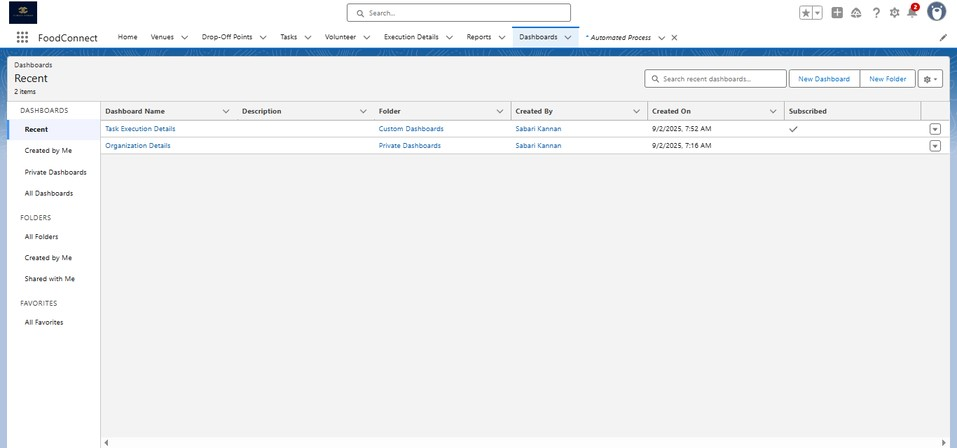 Search...
2
FoodConnect Home Venues Drop-Off Points Tasks Volunteer Execution Details Reports Dashboards * Automated Process
Dashboards
Recent
2 items
Search recent dashboards...
New Dashboard New Folder
DASHBOARDS
Recent
Created by Me
Private Dashboards
All Dashboards
FOLDERS
All Folders
Created by Me
Shared with Me
FAVORITES
All Favorites
Dashboard Name Description Folder Created By Created On Subscribed
Task Execution Details Custom Dashboards Sabari Kannan 9/2/2025, 7:52 AM
Organization Details Private Dashboards Sabari Kannan 9/2/2025, 7:16 AM